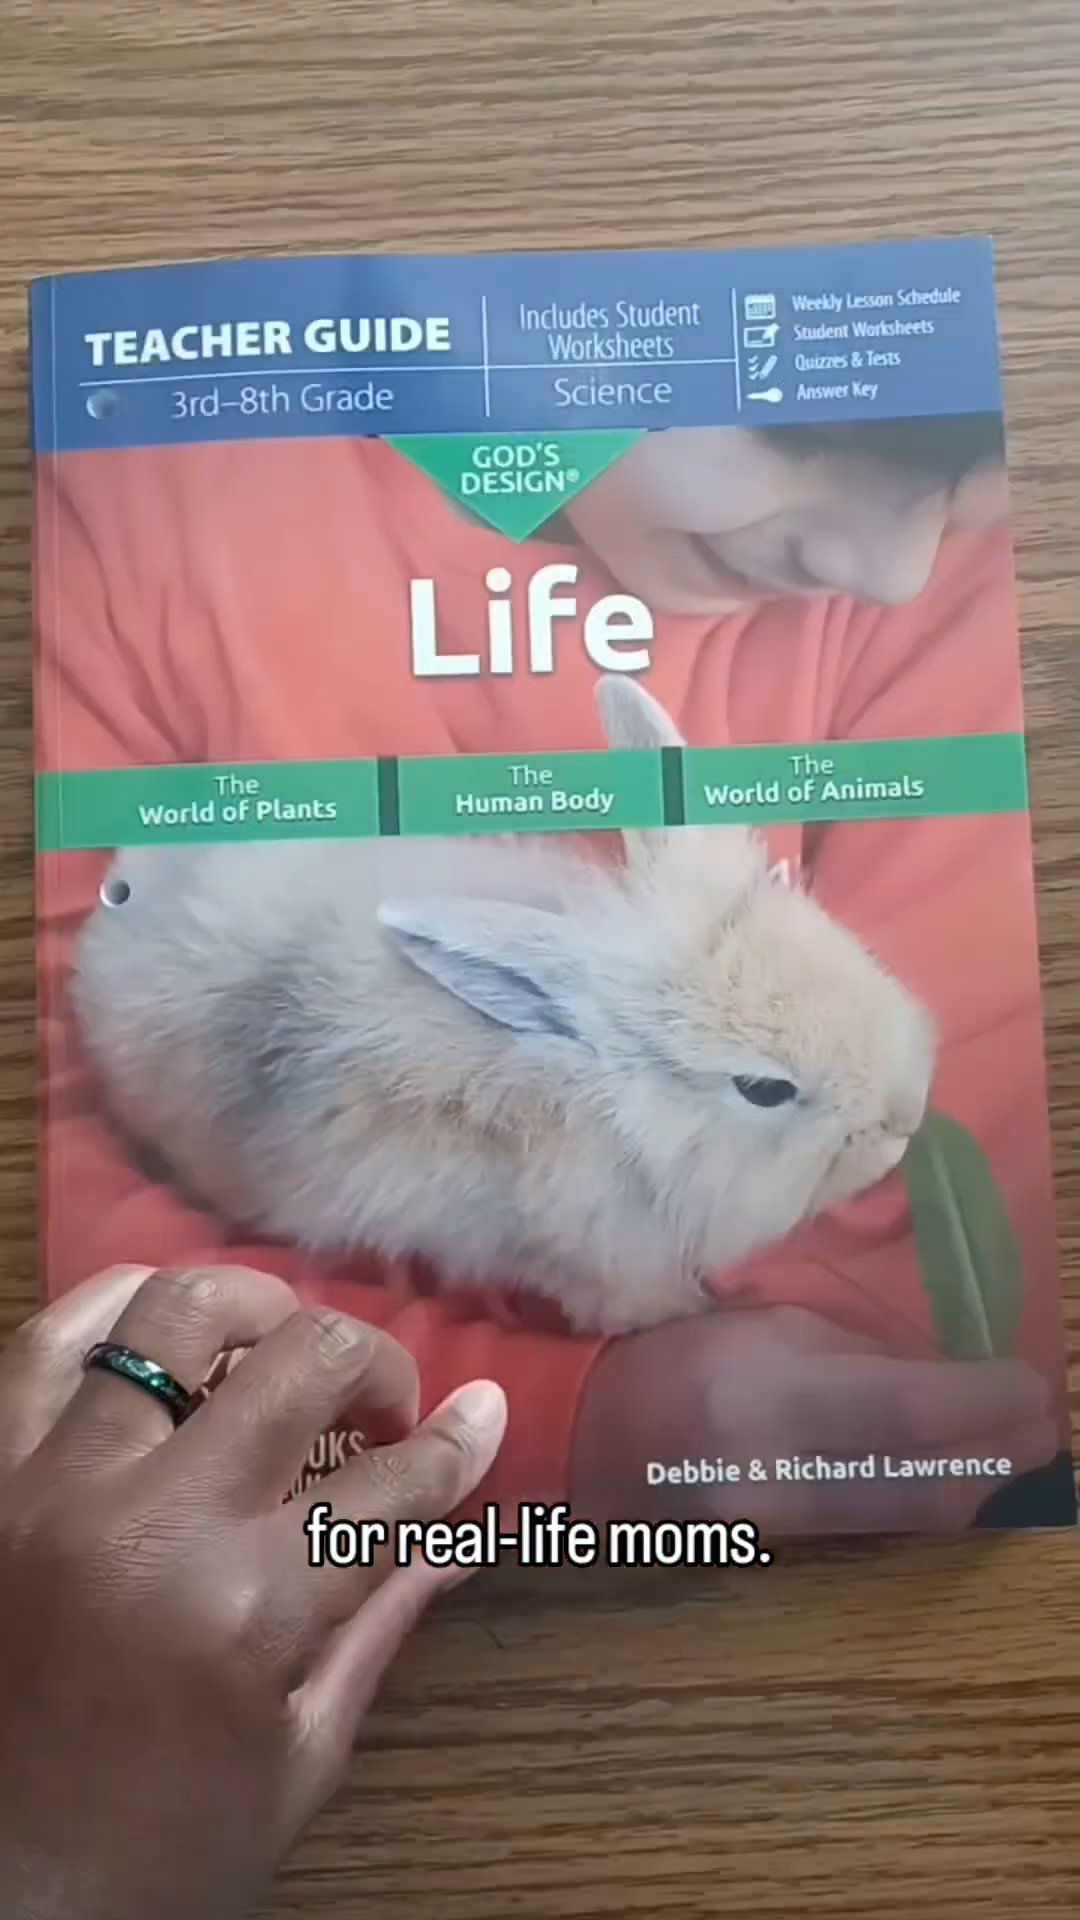 TEACHER GUIDE
3rd–8th Grade
Includes Student
Worksheets
Science
Weekly Lesson Schedule
Student Worksheets
Quizzes & Tests
Answer Key
GOD'S
DESIGN®
Life
The
World of Plants
The
Human Body
The
World of Animals
Debbie & Richard Lawrence
for real-life moms.